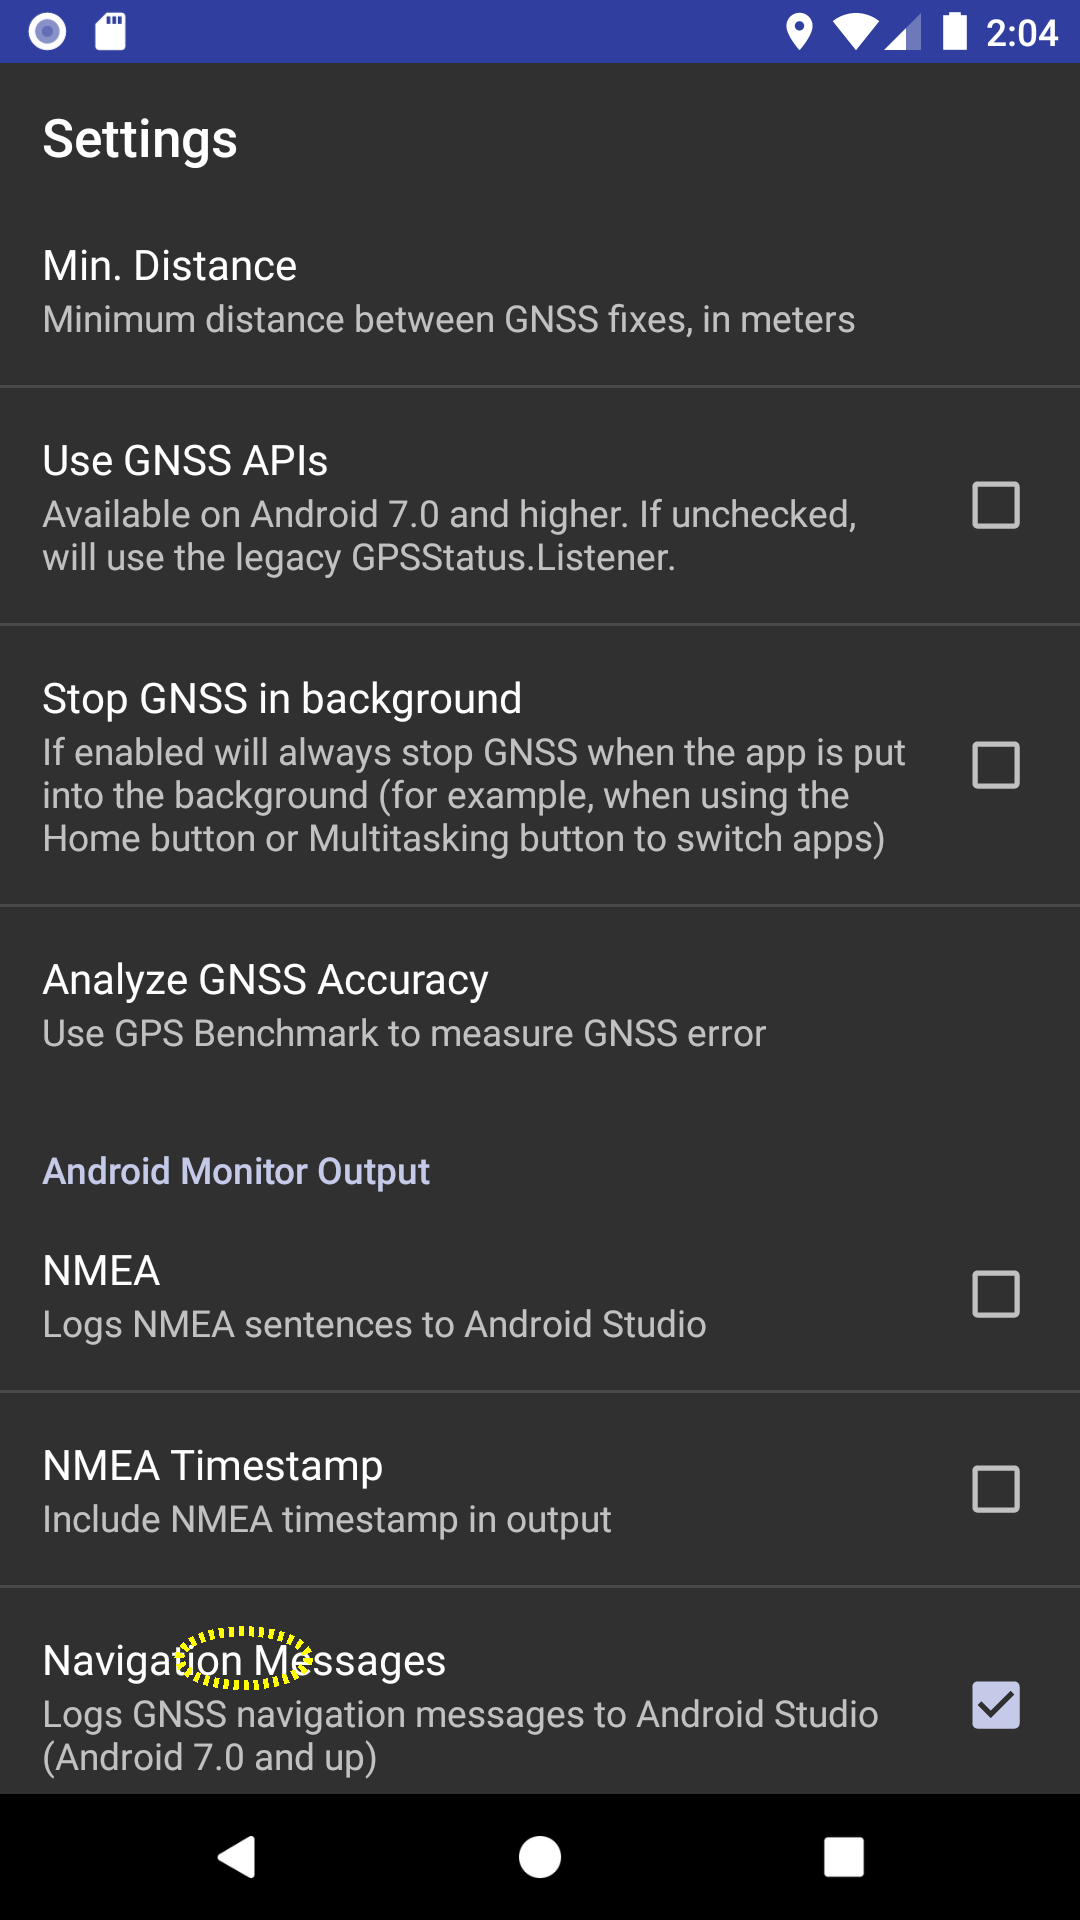 2:04
Settings
Min. Distance
Minimum distance between GNSS fixes, in meters
Use GNSS APIs
Available on Android 7.0 and higher. If unchecked,
will use the legacy GPSStatus.Listener.
Stop GNSS in background
If enabled will always stop GNSS when the app is put
into the background (for example, when using the
Home button or Multitasking button to switch apps)
Analyze GNSS Accuracy
Use GPS Benchmark to measure GNSS error
Android Monitor Output
NMEA
Logs NMEA sentences to Android Studio
NMEA Timestamp
Include NMEA timestamp in output
Navigation Messages
Logs GNSS navigation messages to Android Studio
(Android 7.0 and up)